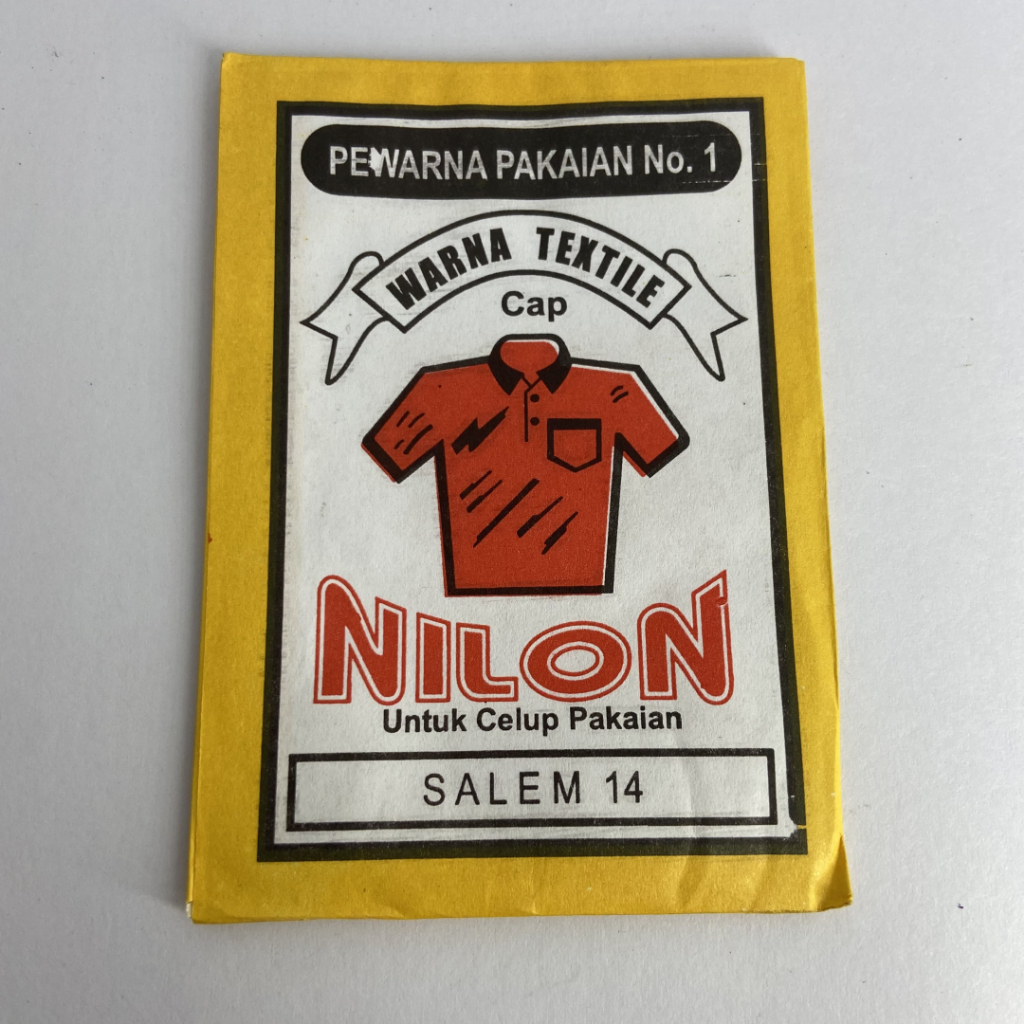 PEWARNA PAKAIAN No. 1
WARNA TEXTILE
Cap
NILON
Untuk Celup Pakaian
SALEM 14